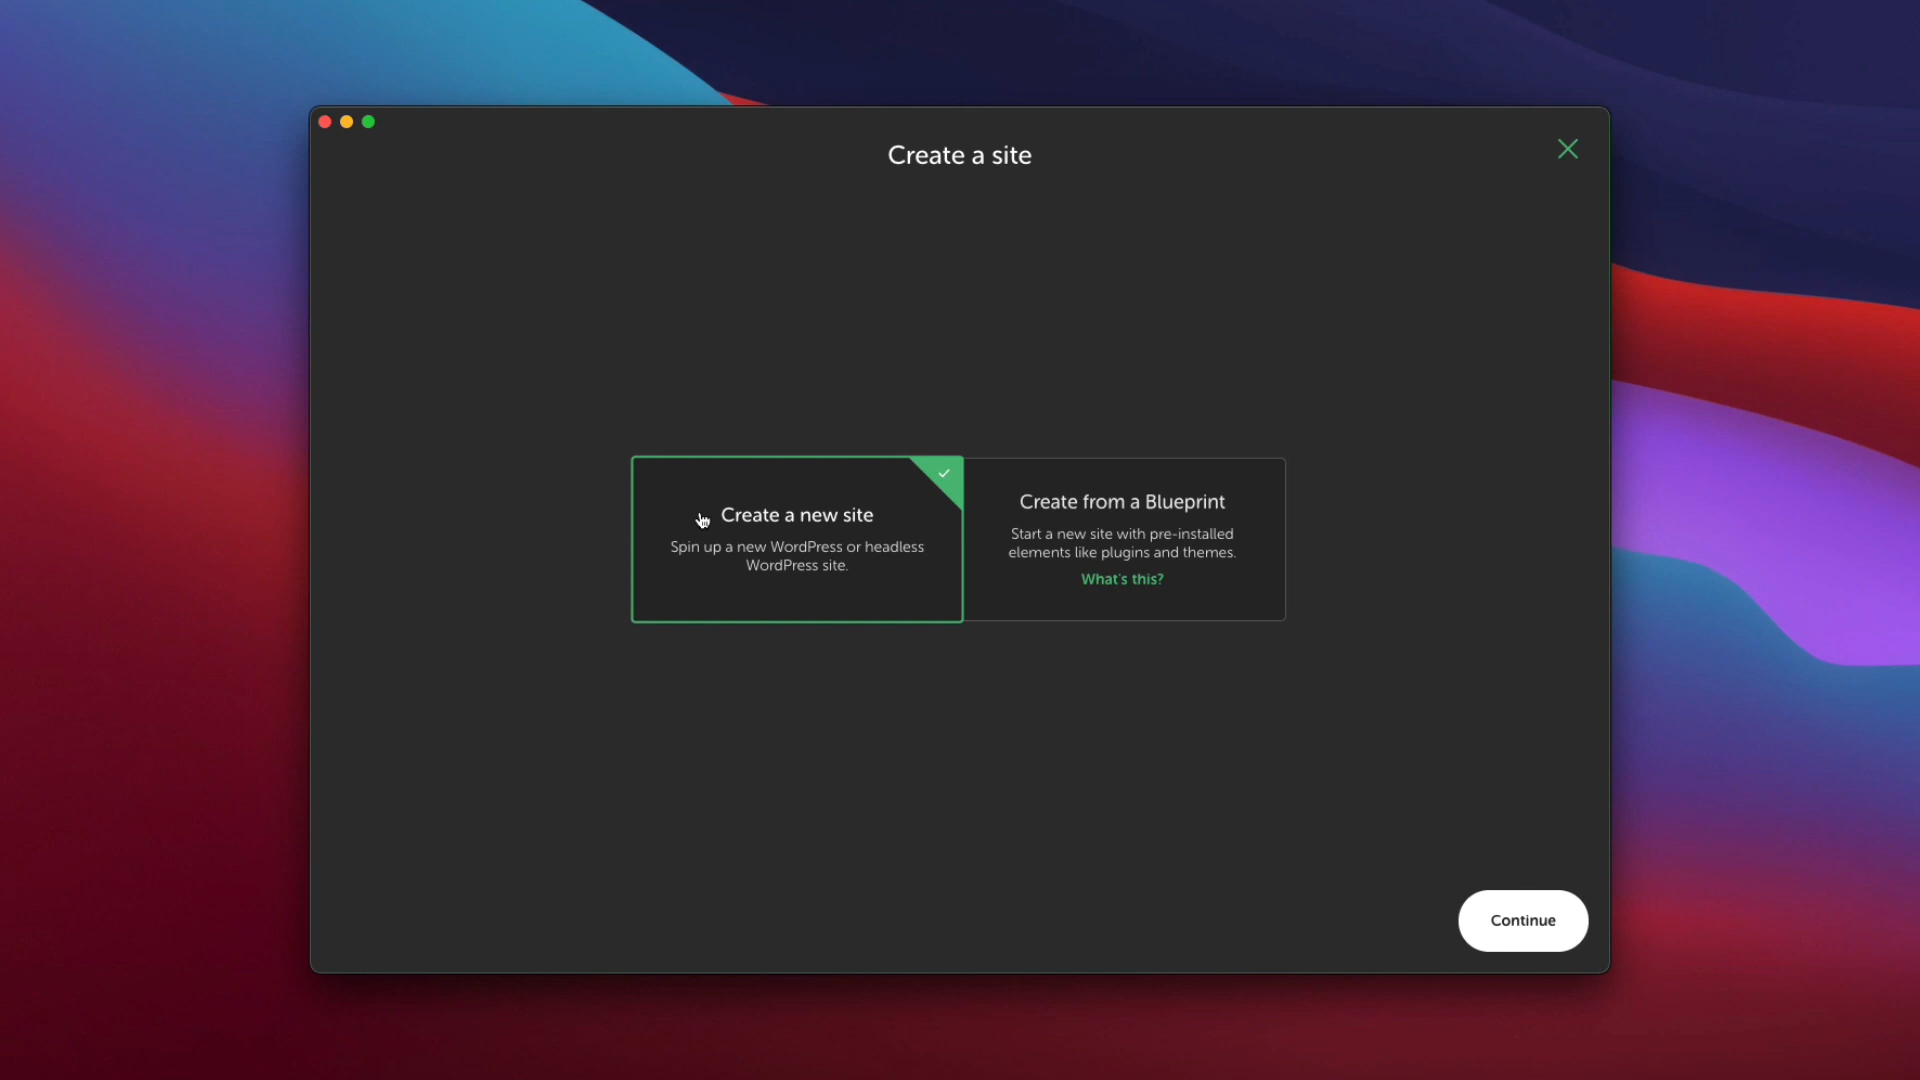 Create a site
Create a new site
Spin up a new WordPress or headless
WordPress site.
Create from a Blueprint
Start a new site with pre-installed
elements like plugins and themes.
What's this?
Continue